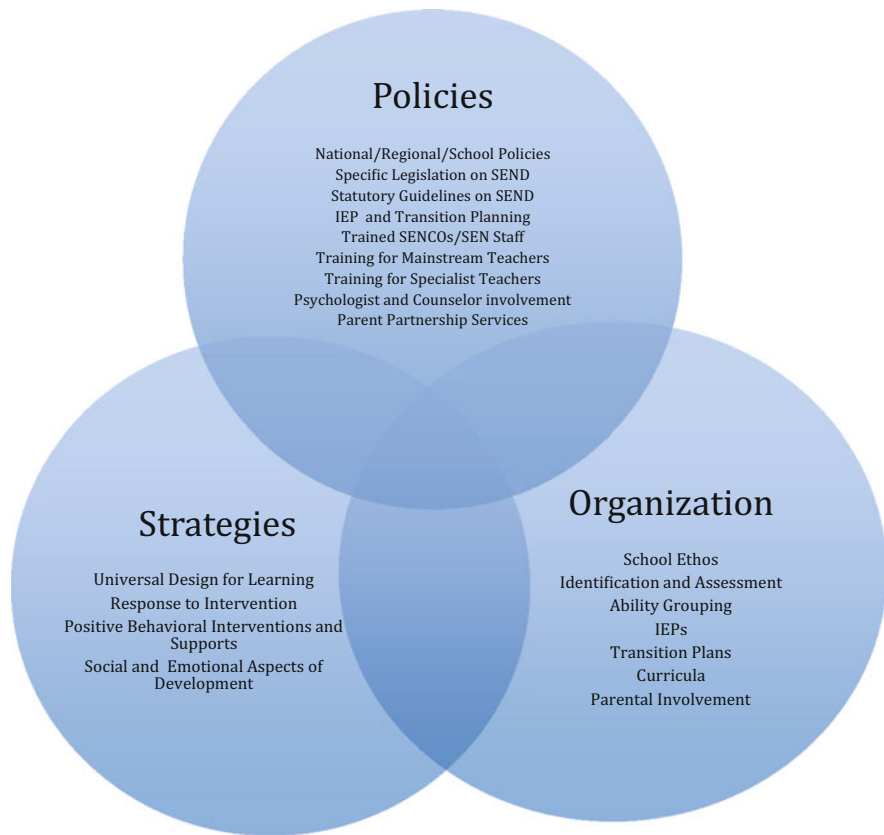 Policies
National/Regional/School Policies
Specific Legislation on SEND
Statutory Guidelines on SEND
IEP and Transition Planning
Trained SENCOs/SEN Staff
Training for Mainstream Teachers
Training for Specialist Teachers
Psychologist and Counselor involvement
Parent Partnership Services
Strategies
Universal Design for Learning
Response to Intervention
Positive Behavioral Interventions and
Supports
Social and Emotional Aspects of
Development
Organization
School Ethos
Identification and Assessment
Ability Grouping
IEPs
Transition Plans
Curricula
Parental Involvement